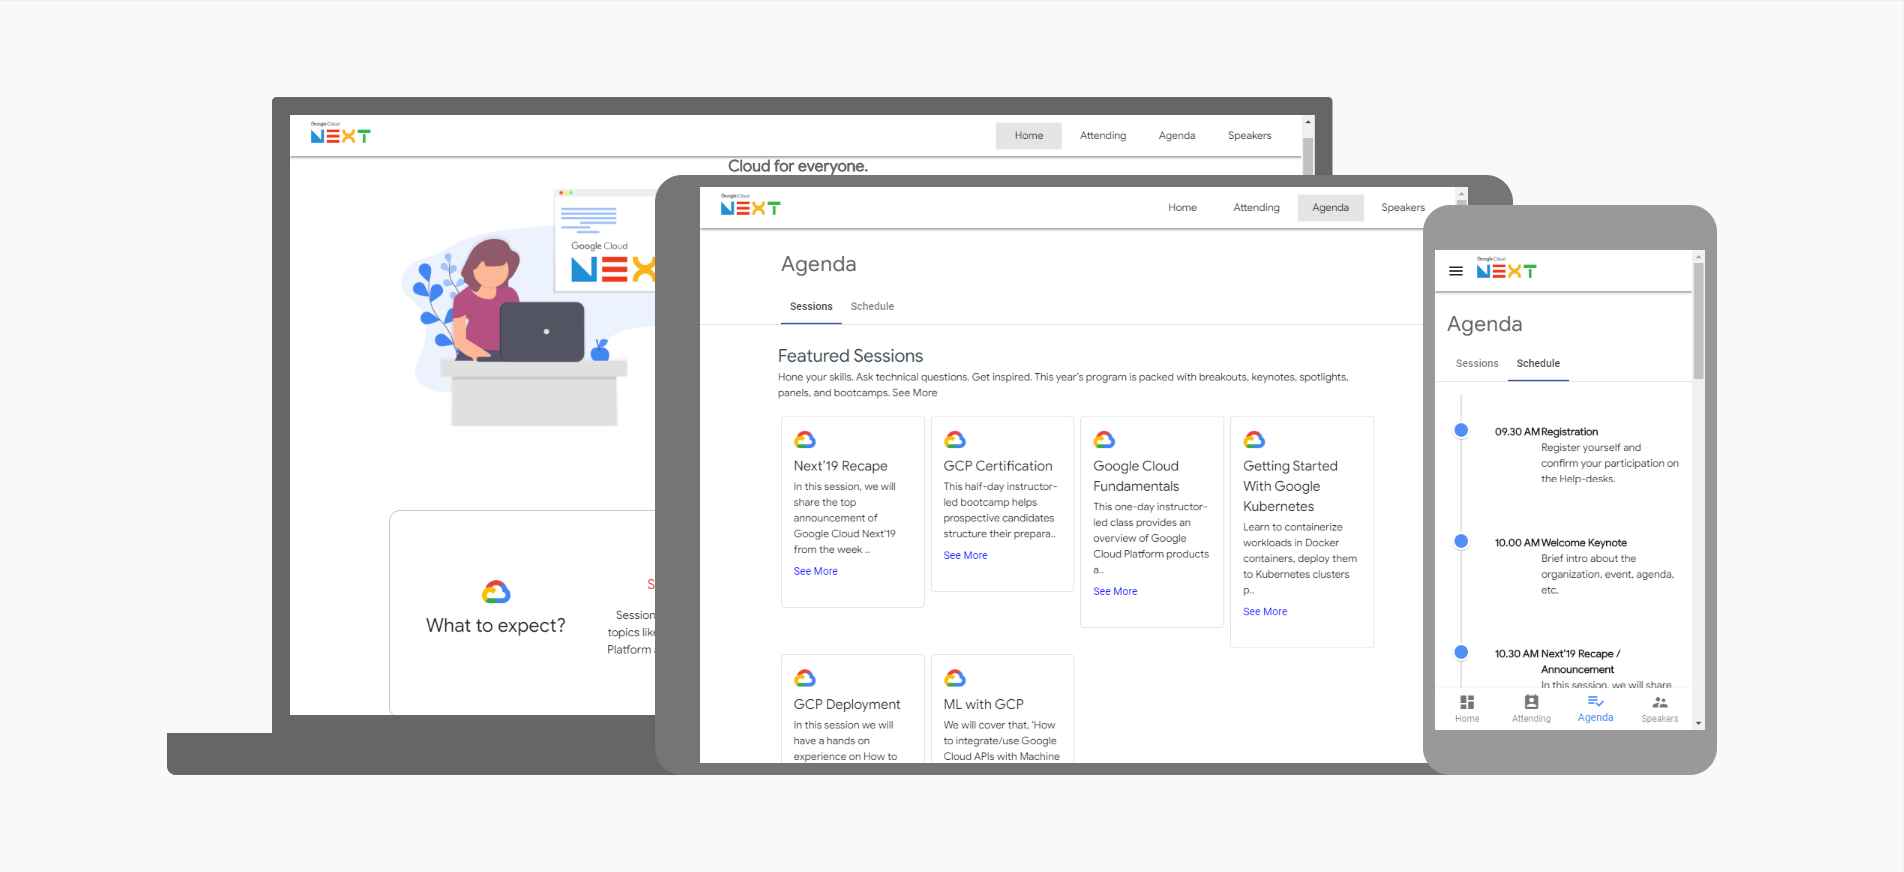 Google Cloud
NEXT
Home
Attending
Agenda
Speakers
Cloud for everyone.
Google Cloud
NEX
What to expect?
S
Session
topics like
Platform a
Google Cloud
NEXT
Home
Attending
Agenda
Speakers
Agenda
Sessions
Schedule
Featured Sessions
Hone your skills. Ask technical questions. Get inspired. This year's program is packed with breakouts, keynotes, spotlights,
panels, and bootcamps. See More
Next'19 Recape
In this session, we will
share the top
announcement of
Google Cloud Next'19
from the week ..
See More
GCP Certification
This half-day instructor-
led bootcamp helps
prospective candidates
structure their prepara..
See More
Google Cloud
Fundamentals
This one-day instructor-
led class provides an
overview of Google
Cloud Platform products
a..
See More
Getting Started
With Google
Kubernetes
Learn to containerize
workloads in Docker
containers, deploy them
to Kubernetes clusters
p..
See More
GCP Deployment
In this session we will
have a hands on
experience on How to
ML with GCP
We will cover that, 'How
to integrate/use Google
Cloud APIs with Machine
Google Cloud
NEXT
Agenda
Sessions
Schedule
09.30 AM Registration
Register yourself and
confirm your participation on
the Help-desks.
10.00 AM Welcome Keynote
Brief intro about the
organization, event, agenda,
etc.
10.30 AM Next'19 Recape /
Announcement
In this session, we will share
Home
Attending
Agenda
Speakers